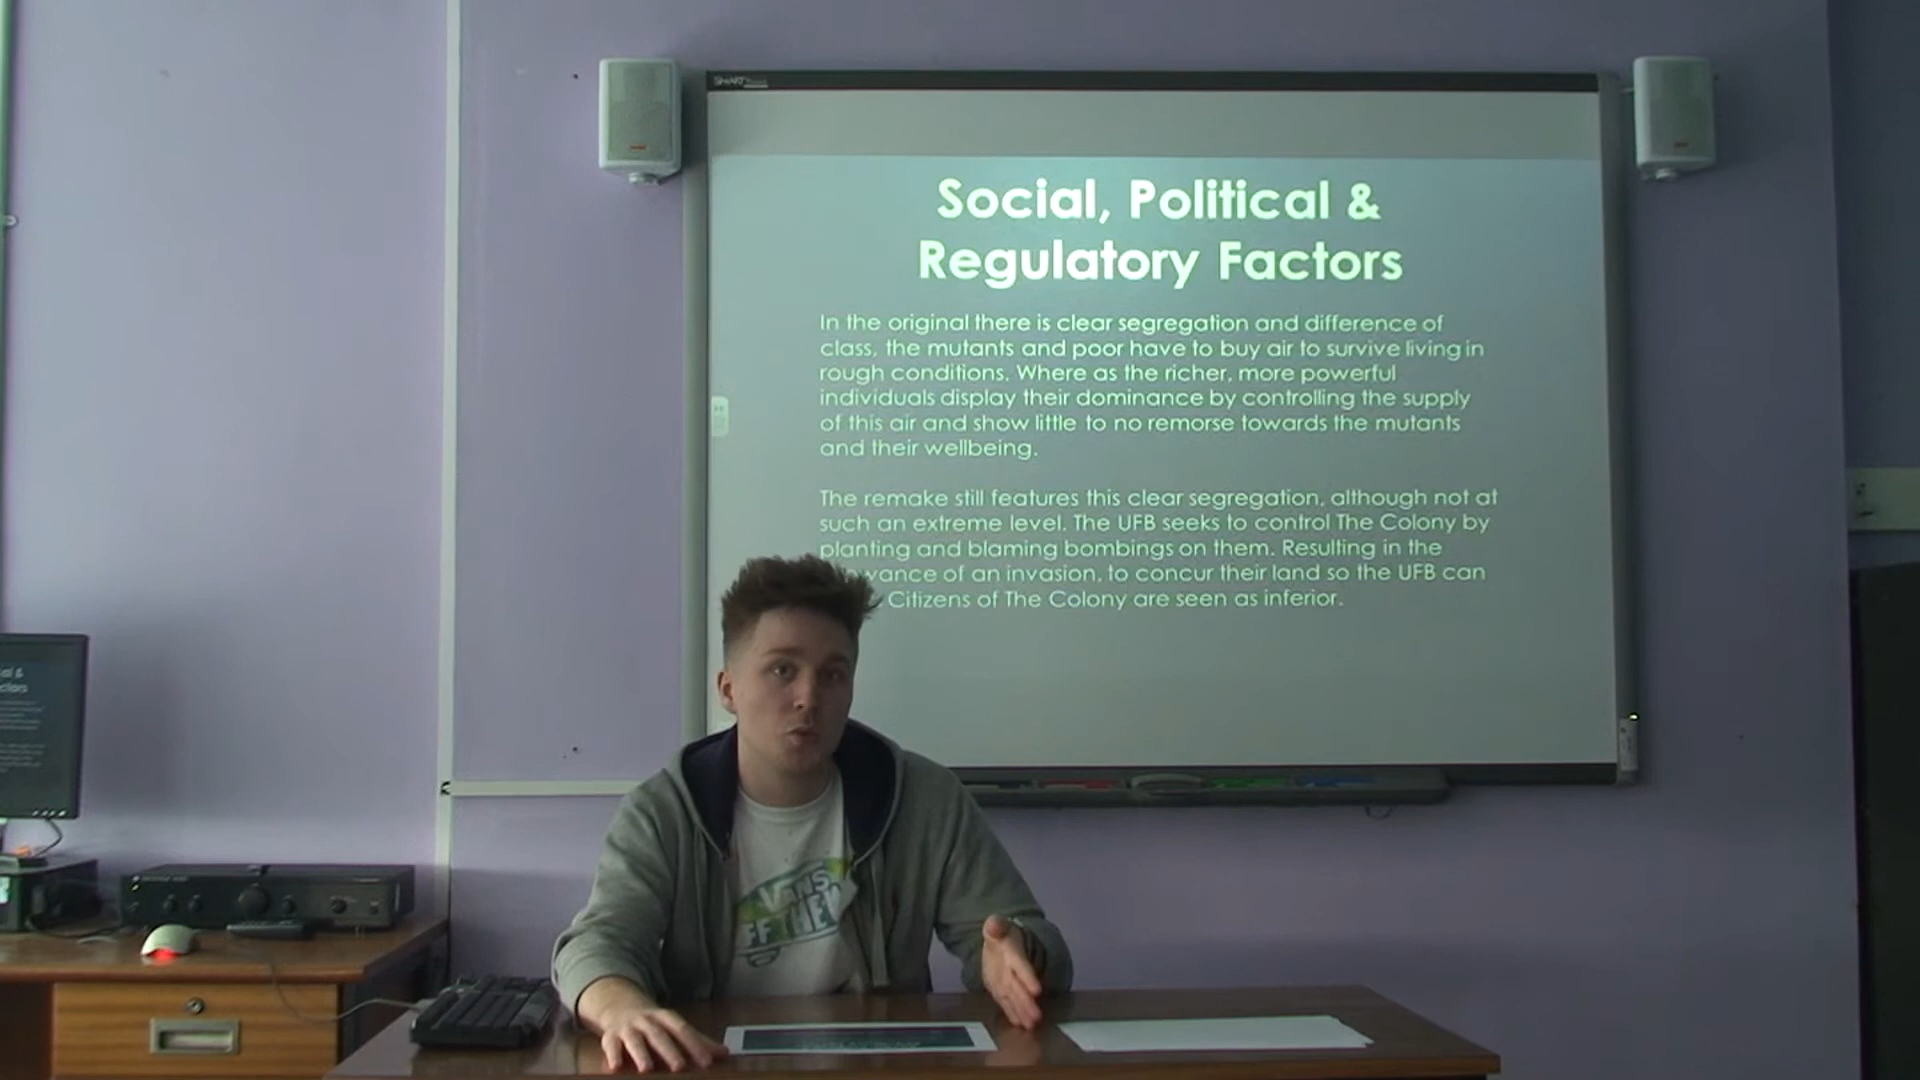 SMART
Social, Political &
Regulatory Factors
In the original there is clear segregation and difference of
class, the mutants and poor have to buy air to survive living in
rough conditions. Where as the richer, more powerful
individuals display their dominance by controlling the supply
of this air and show little to no remorse towards the mutants
and their wellbeing.
The remake still features this clear segregation, although not at
such an extreme level. The UFB seeks to control The Colony by
planting and blaming bombings on them. Resulting in the
of an invasion, to concur their land so the UFB can
Citizens of The Colony are seen as inferior.
VANS
OFF THE W